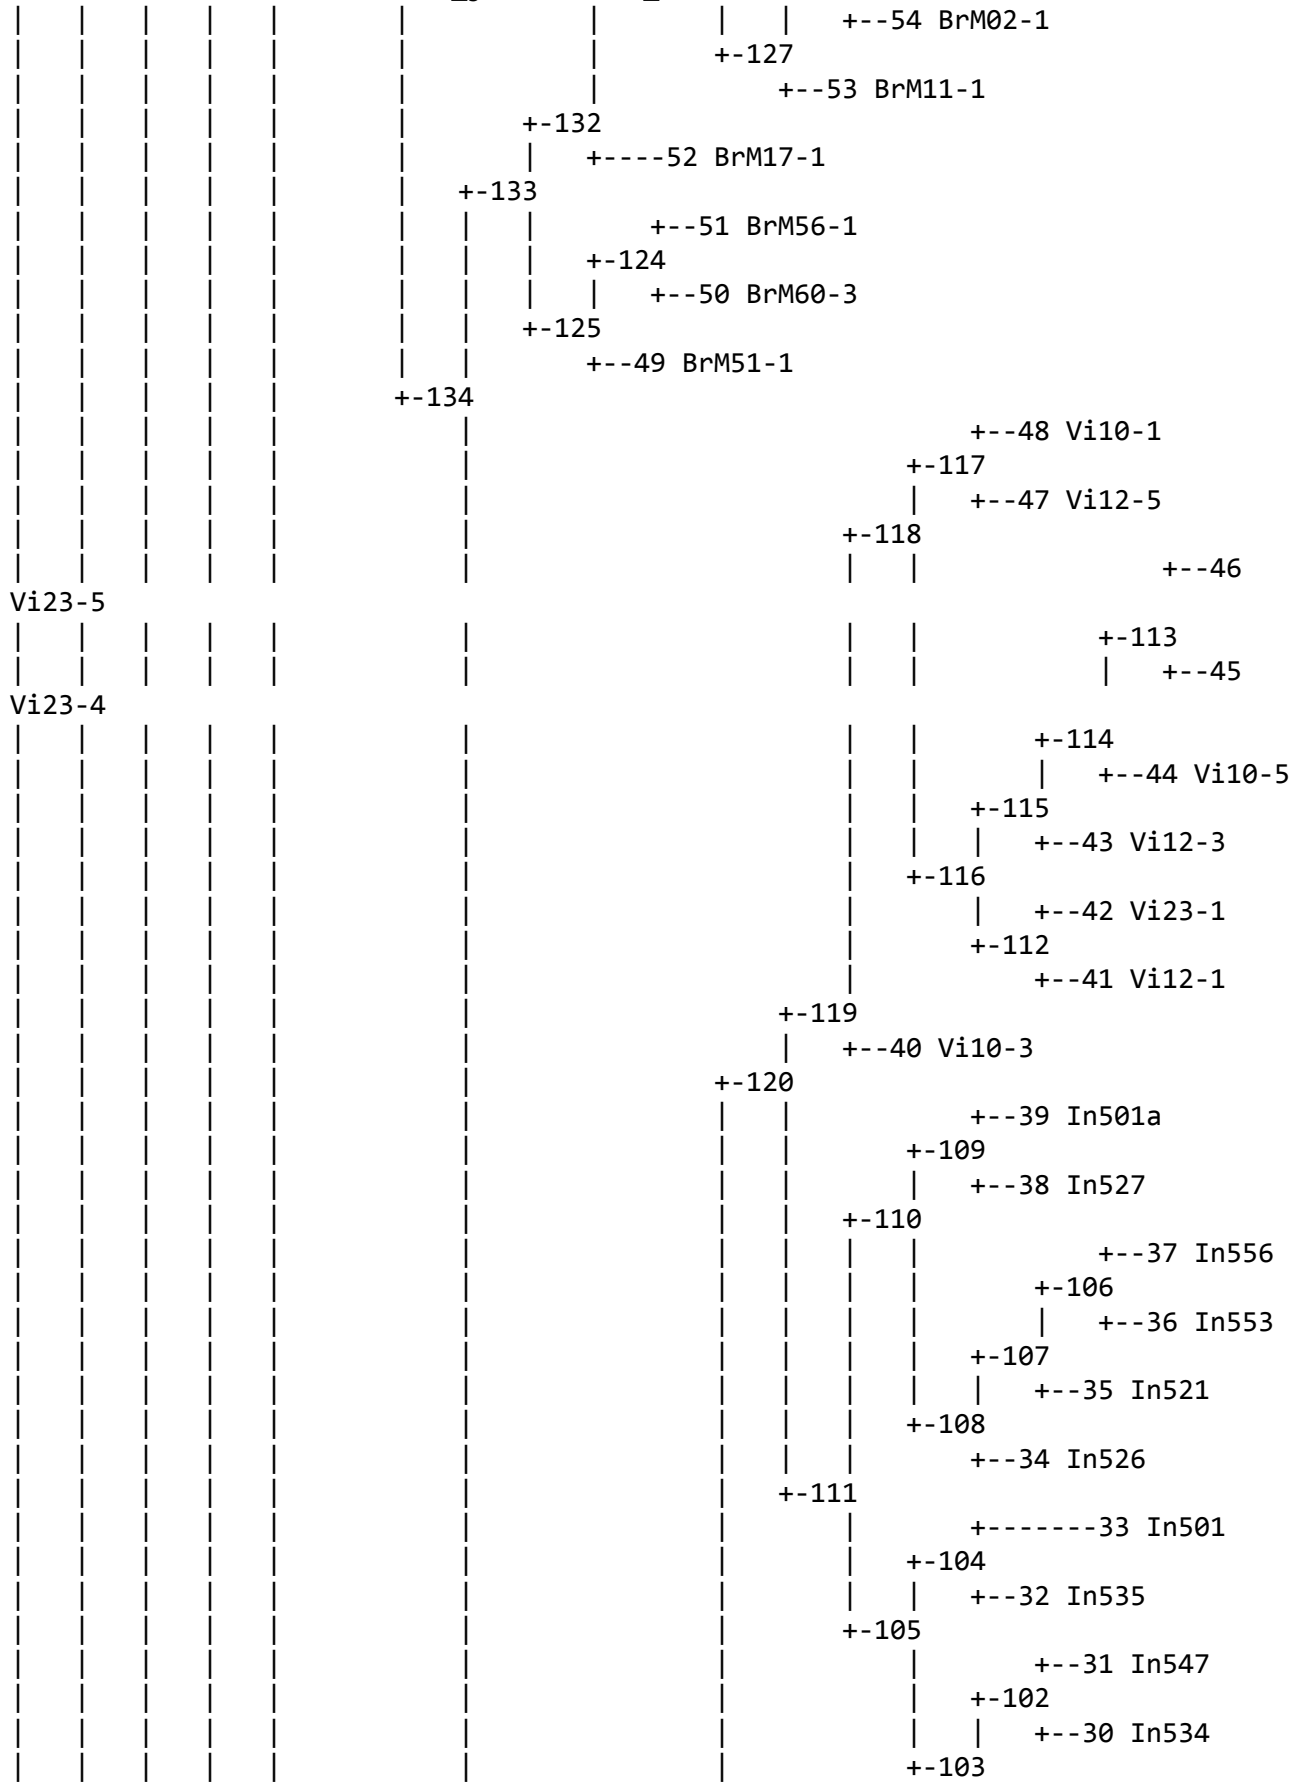 |   |   |   |   |       |           |       |   |   +--54 BrM02-1
|   |   |   |   |       |           |       +-127
|   |   |   |   |       |           |           +--53 BrM11-1
|   |   |   |   |       |       +-132
|   |   |   |   |       |       |   +----52 BrM17-1
|   |   |   |   |       |   +-133
|   |   |   |   |       |   |   |       +--51 BrM56-1
|   |   |   |   |       |   |   |   +-124
|   |   |   |   |       |   |   |   |   +--50 BrM60-3
|   |   |   |   |       |   |   +-125
|   |   |   |   |       |   |       +--49 BrM51-1
|   |   |   |   |       +-134
|   |   |   |   |           |                               +--48 Vi10-1
|   |   |   |   |           |                           +-117
|   |   |   |   |           |                           |   +--47 Vi12-5
|   |   |   |   |           |                       +-118
|   |   |   |   |           |                       |   |               +--46
Vi23-5
|   |   |   |   |           |                       |   |           +-113
|   |   |   |   |           |                       |   |           |   +--45
Vi23-4
|   |   |   |   |           |                       |   |       +-114
|   |   |   |   |           |                       |   |       |   +--44 Vi10-5
|   |   |   |   |           |                       |   |   +-115
|   |   |   |   |           |                       |   |   |   +--43 Vi12-3
|   |   |   |   |           |                       |   +-116
|   |   |   |   |           |                       |       |   +--42 Vi23-1
|   |   |   |   |           |                       |       +-112
|   |   |   |   |           |                       |           +--41 Vi12-1
|   |   |   |   |           |                   +-119
|   |   |   |   |           |                   |   +--40 Vi10-3
|   |   |   |   |           |               +-120
|   |   |   |   |           |               |   |           +--39 In501a
|   |   |   |   |           |               |   |       +-109
|   |   |   |   |           |               |   |       |   +--38 In527
|   |   |   |   |           |               |   |   +-110
|   |   |   |   |           |               |   |   |   |           +--37 In556
|   |   |   |   |           |               |   |   |   |       +-106
|   |   |   |   |           |               |   |   |   |       |   +--36 In553
|   |   |   |   |           |               |   |   |   |   +-107
|   |   |   |   |           |               |   |   |   |   |   +--35 In521
|   |   |   |   |           |               |   |   |   +-108
|   |   |   |   |           |               |   |   |       +--34 In526
|   |   |   |   |           |               |   +-111
|   |   |   |   |           |               |       |       +-------33 In501
|   |   |   |   |           |               |       |   +-104
|   |   |   |   |           |               |       |   |   +--32 In535
|   |   |   |   |           |               |       +-105
|   |   |   |   |           |               |           |       +--31 In547
|   |   |   |   |           |               |           |   +-102
|   |   |   |   |           |               |           |   |   +--30 In534
|   |   |   |   |           |               |           +-103